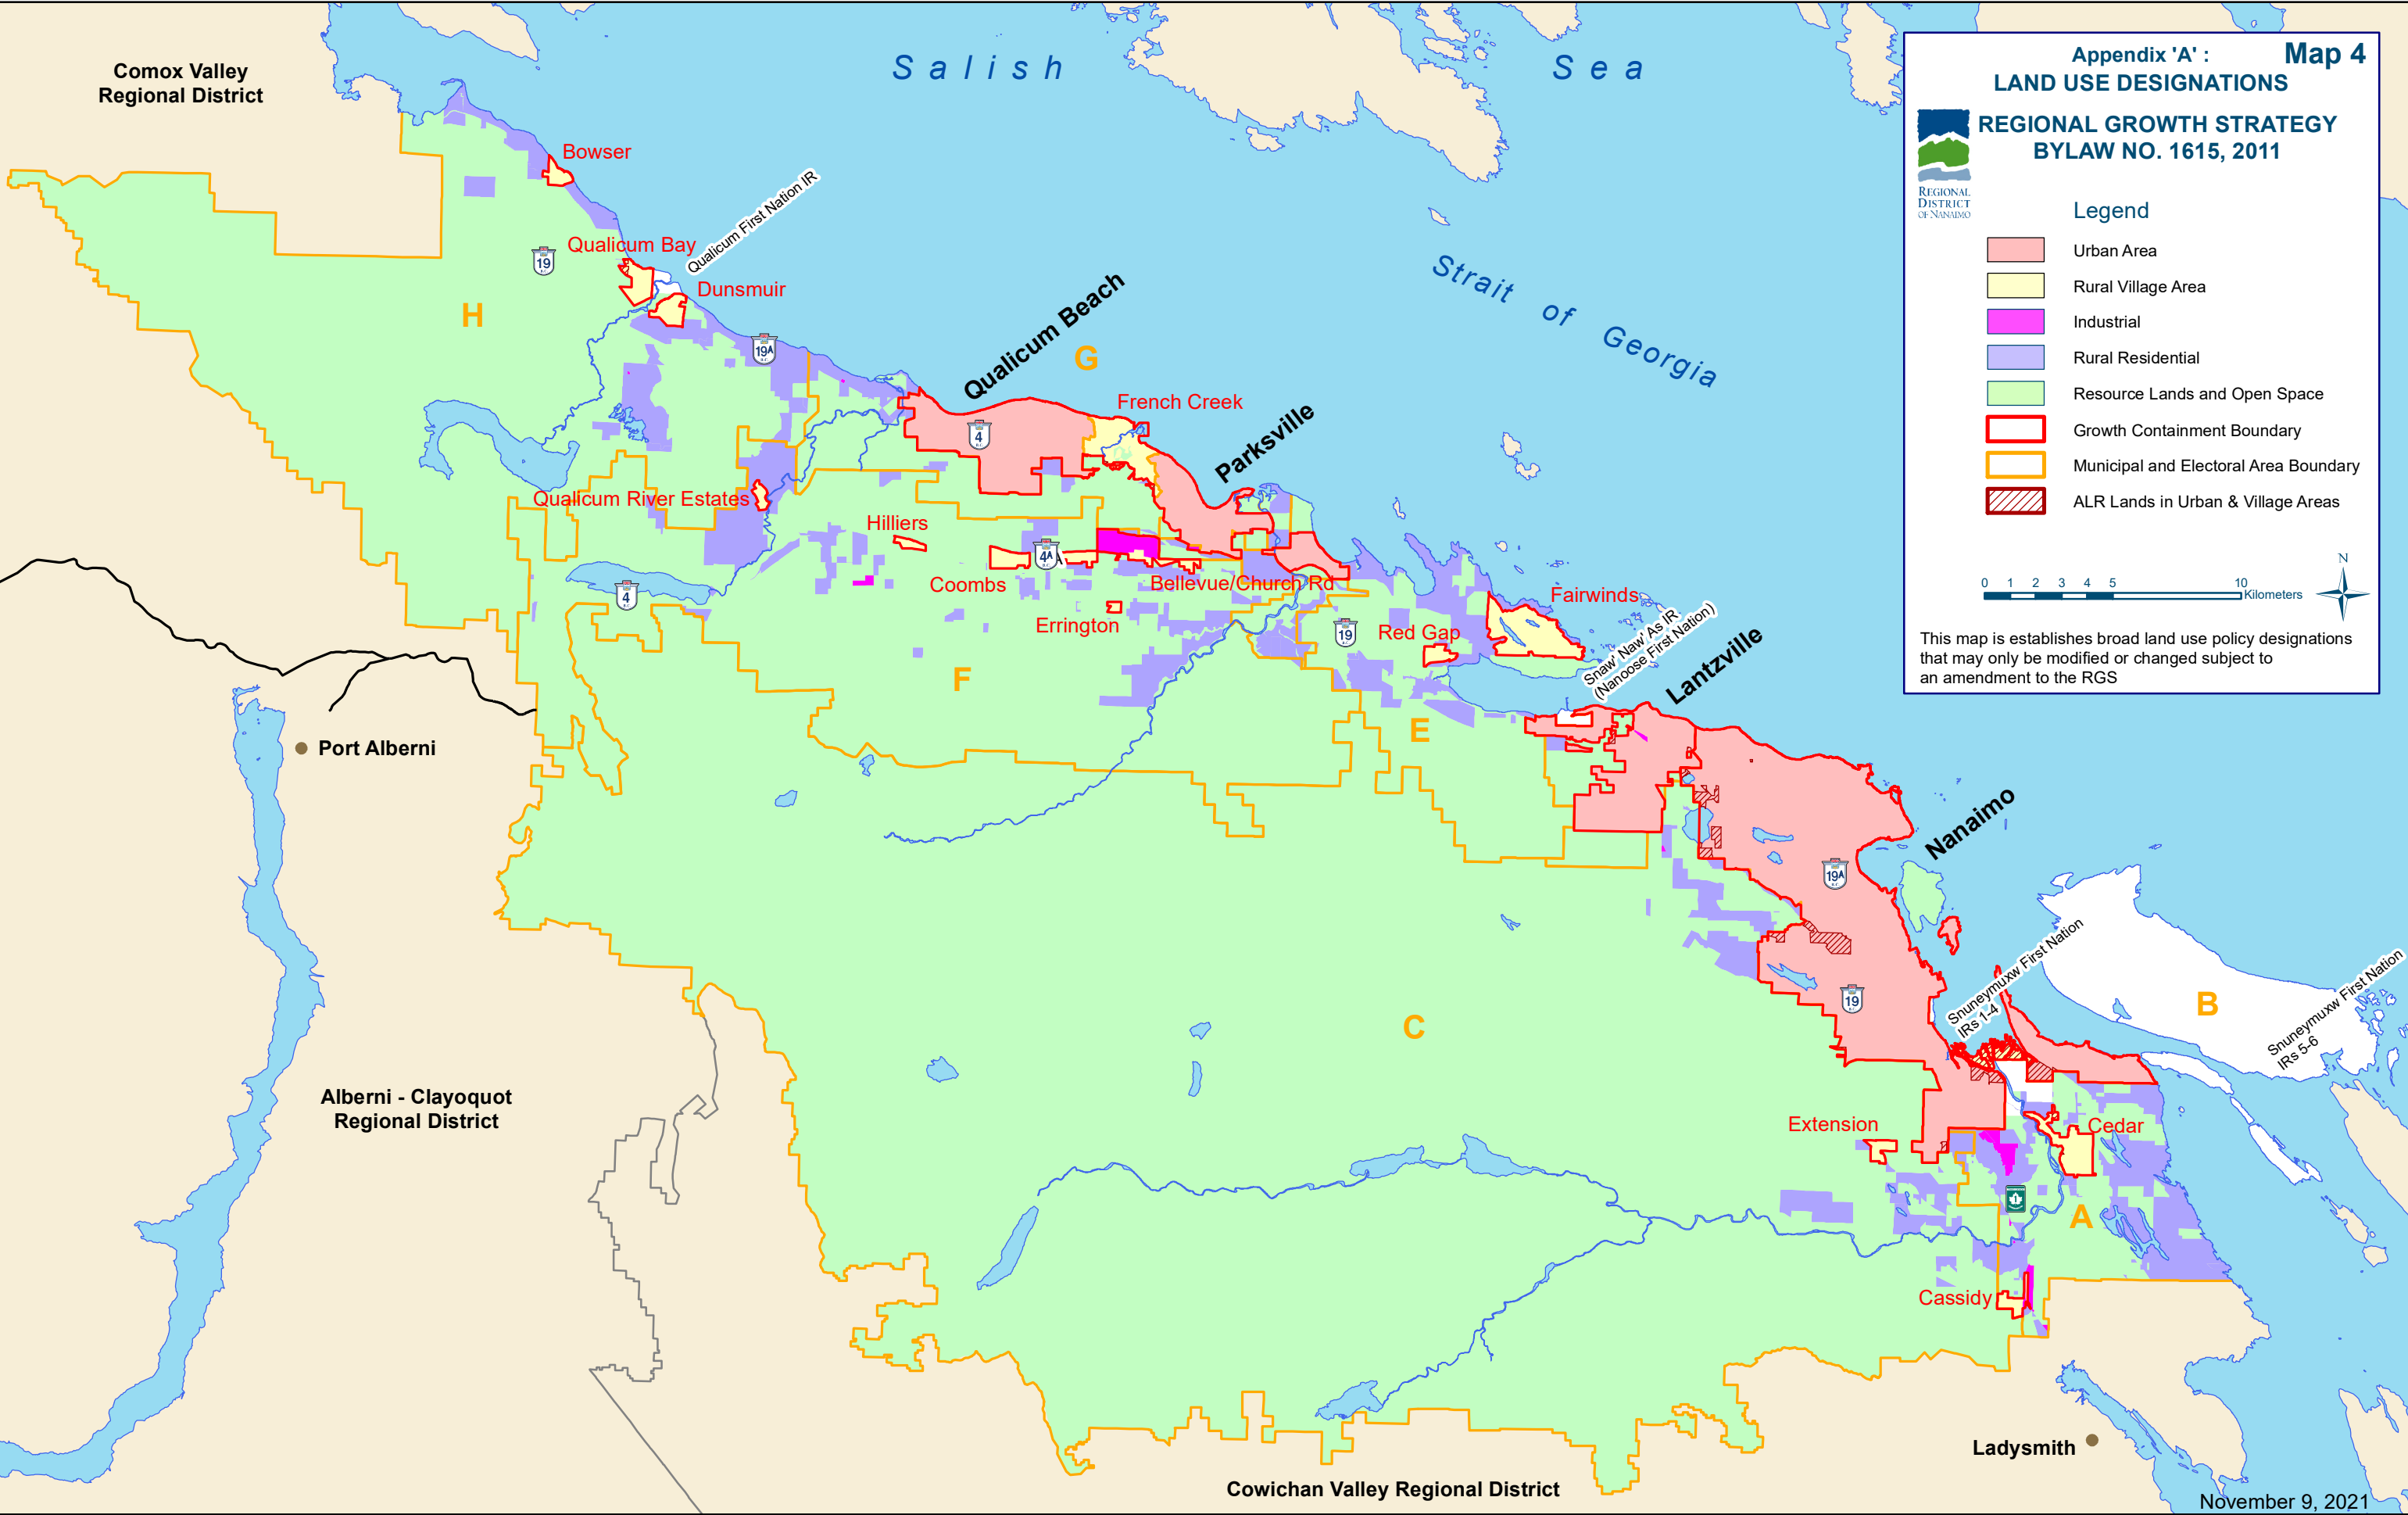 Comox Valley
Regional District
Salish Sea
Strait of Georgia
Appendix 'A' :
Map 4
LAND USE DESIGNATIONS
REGIONAL GROWTH STRATEGY
BYLAW NO. 1615, 2011
REGIONAL
DISTRICT
OF NANAIMO
Legend
Urban Area
Rural Village Area
Industrial
Rural Residential
Resource Lands and Open Space
Growth Containment Boundary
Municipal and Electoral Area Boundary
ALR Lands in Urban & Village Areas
0 1 2 3 4 5 10
Kilometers
N
This map is establishes broad land use policy designations
that may only be modified or changed subject to
an amendment to the RGS
Bowser
Qualicum First Nation IR
Qualicum Bay
19
Dunsmuir
H
19A
Qualicum Beach
G
French Creek
4
Parksville
Qualicum River Estates
Hilliers
4A
A
Coombs
Bellevue/Church Rd
4
Errington
Fairwinds
19
Red Gap
Snaw' Naw' As IR
(Nanoose First Nation)
Lantzville
F
E
Port Alberni
Nanaimo
19A
Snuneymuxw First Nation
IRs 1-4
19
B
Snuneymuxw First Nation
IRs 5-6
C
Alberni - Clayoquot
Regional District
Extension
Cedar
1
A
Cassidy
Ladysmith
Cowichan Valley Regional District
November 9, 2021